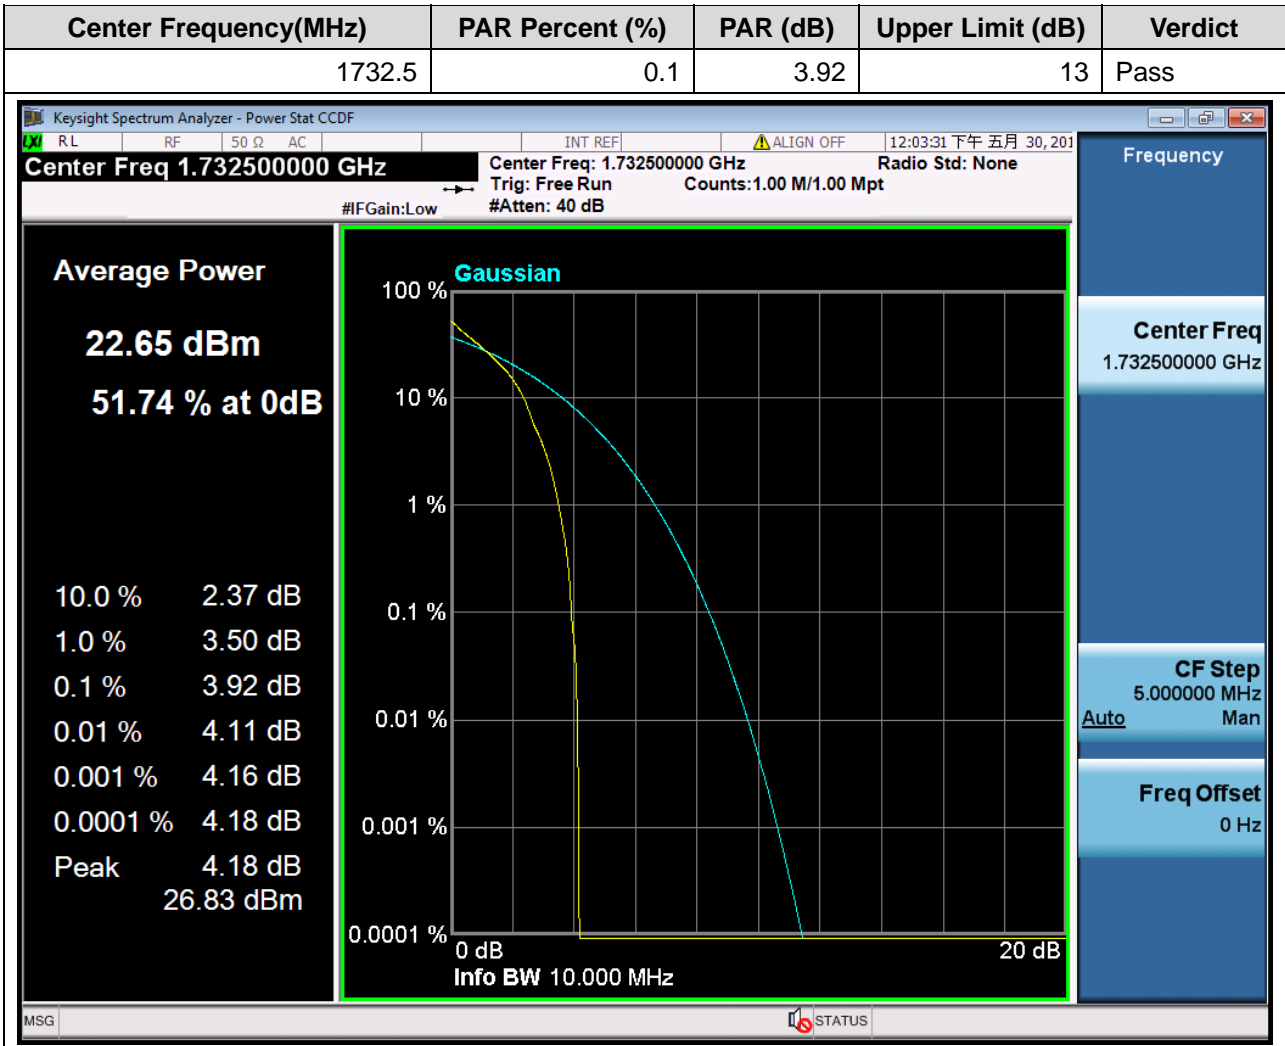 Center Frequency(MHz) PAR Percent (%) PAR (dB) Upper Limit (dB) Verdict
1732.5 0.1 3.92 13 Pass
Keysight Spectrum Analyzer - Power Stat CCDF
LXI RL RF 50 Ω AC INT REF ALIGN OFF 12:03:31 下午 五月 30, 201
Center Freq 1.732500000 GHz
Center Freq: 1.732500000 GHz Radio Std: None
Trig: Free Run Counts:1.00 M/1.00 Mpt
#IFGain:Low #Atten: 40 dB
Average Power
22.65 dBm
51.74 % at 0dB
10.0 % 2.37 dB
1.0 % 3.50 dB
0.1 % 3.92 dB
0.01 % 4.11 dB
0.001 % 4.16 dB
0.0001 % 4.18 dB
Peak 4.18 dB
26.83 dBm
Gaussian
100 %
10 %
1 %
0.1 %
0.01 %
0.001 %
0.0001 %
0 dB 20 dB
Info BW 10.000 MHz
Frequency
Center Freq
1.732500000 GHz
CF Step
5.000000 MHz
Auto Man
Freq Offset
0 Hz
MSG STATUS